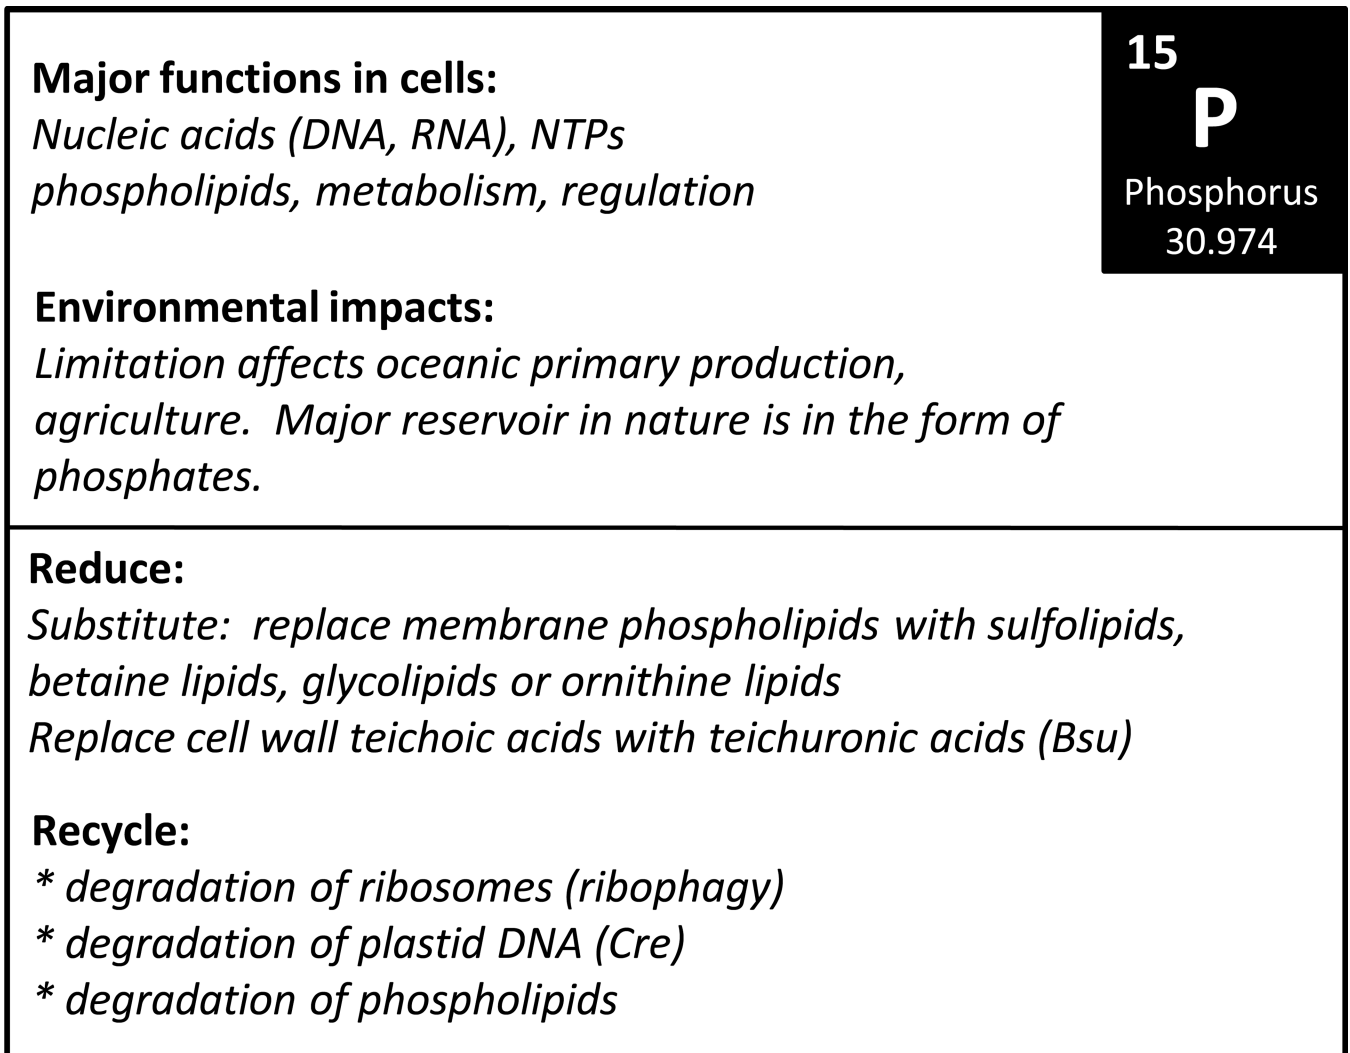 Major functions in cells:
Nucleic acids (DNA, RNA), NTPs
phospholipids, metabolism, regulation
15
P
Phosphorus
30.974
Environmental impacts:
Limitation affects oceanic primary production,
agriculture.  Major reservoir in nature is in the form of
phosphates.
Reduce:
Substitute:  replace membrane phospholipids with sulfolipids,
betaine lipids, glycolipids or ornithine lipids
Replace cell wall teichoic acids with teichuronic acids (Bsu)
Recycle:
* degradation of ribosomes (ribophagy)
* degradation of plastid DNA (Cre)
* degradation of phospholipids